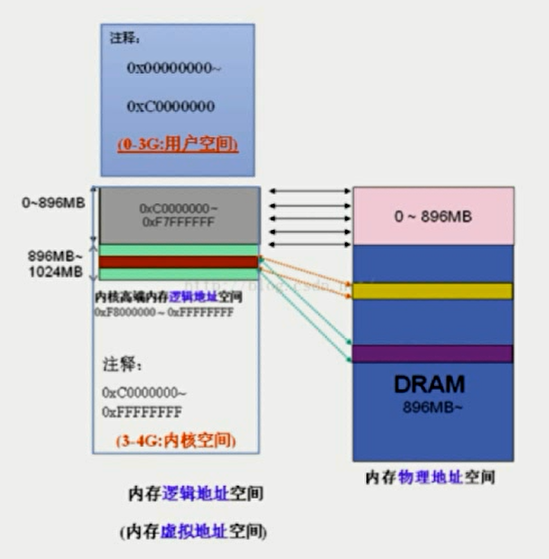 注释：
0x00000000~
0xC0000000
(0-3G:用户空间)
0~896MB
0xC0000000~
0xF7FFFFFF
0 ~ 896MB
896MB~
1024MB
内核高端内存逻辑地址空间
0xF8000000 ~ 0xFFFFFFFF
注释：
0xC0000000~
0xFFFFFFFF
(3-4G:内核空间)
DRAM
896MB~
内存物理地址空间
内存逻辑地址空间
(内存虚拟地址空间)